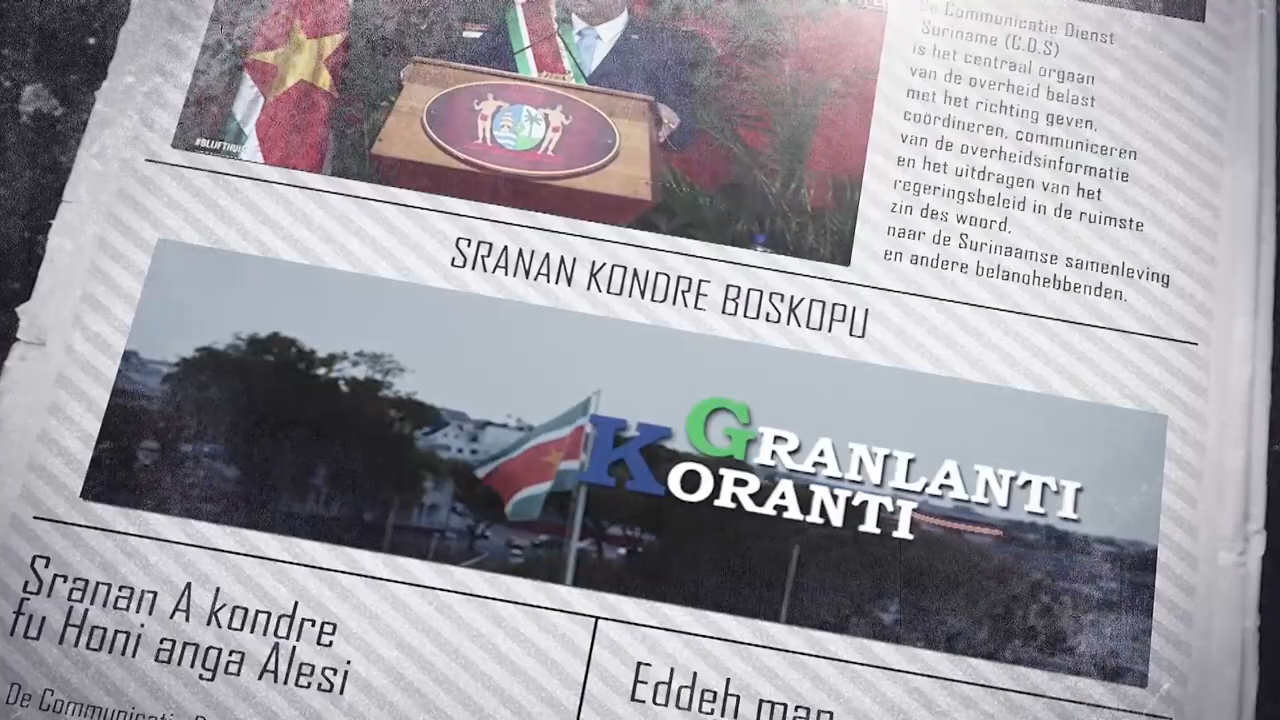 De Communicatie Dienst
Suriname (C.D.S)
is het centraal orgaan
van de overheid belast
met het richting geven,
coördineren, communiceren
van de overheidsinformatie
en het uitdragen van het
regeringsbeleid in de ruimste
zin des woord,
naar de Surinaamse samenleving
en andere belanghebbenden.
#BLIJFTHUIS
SRANAN KONDRE BOSKOPU
GRANLANTI
KORANTI
Sranan A kondre
fu Honi anga Alesi
De Communicatie
Eddeh man